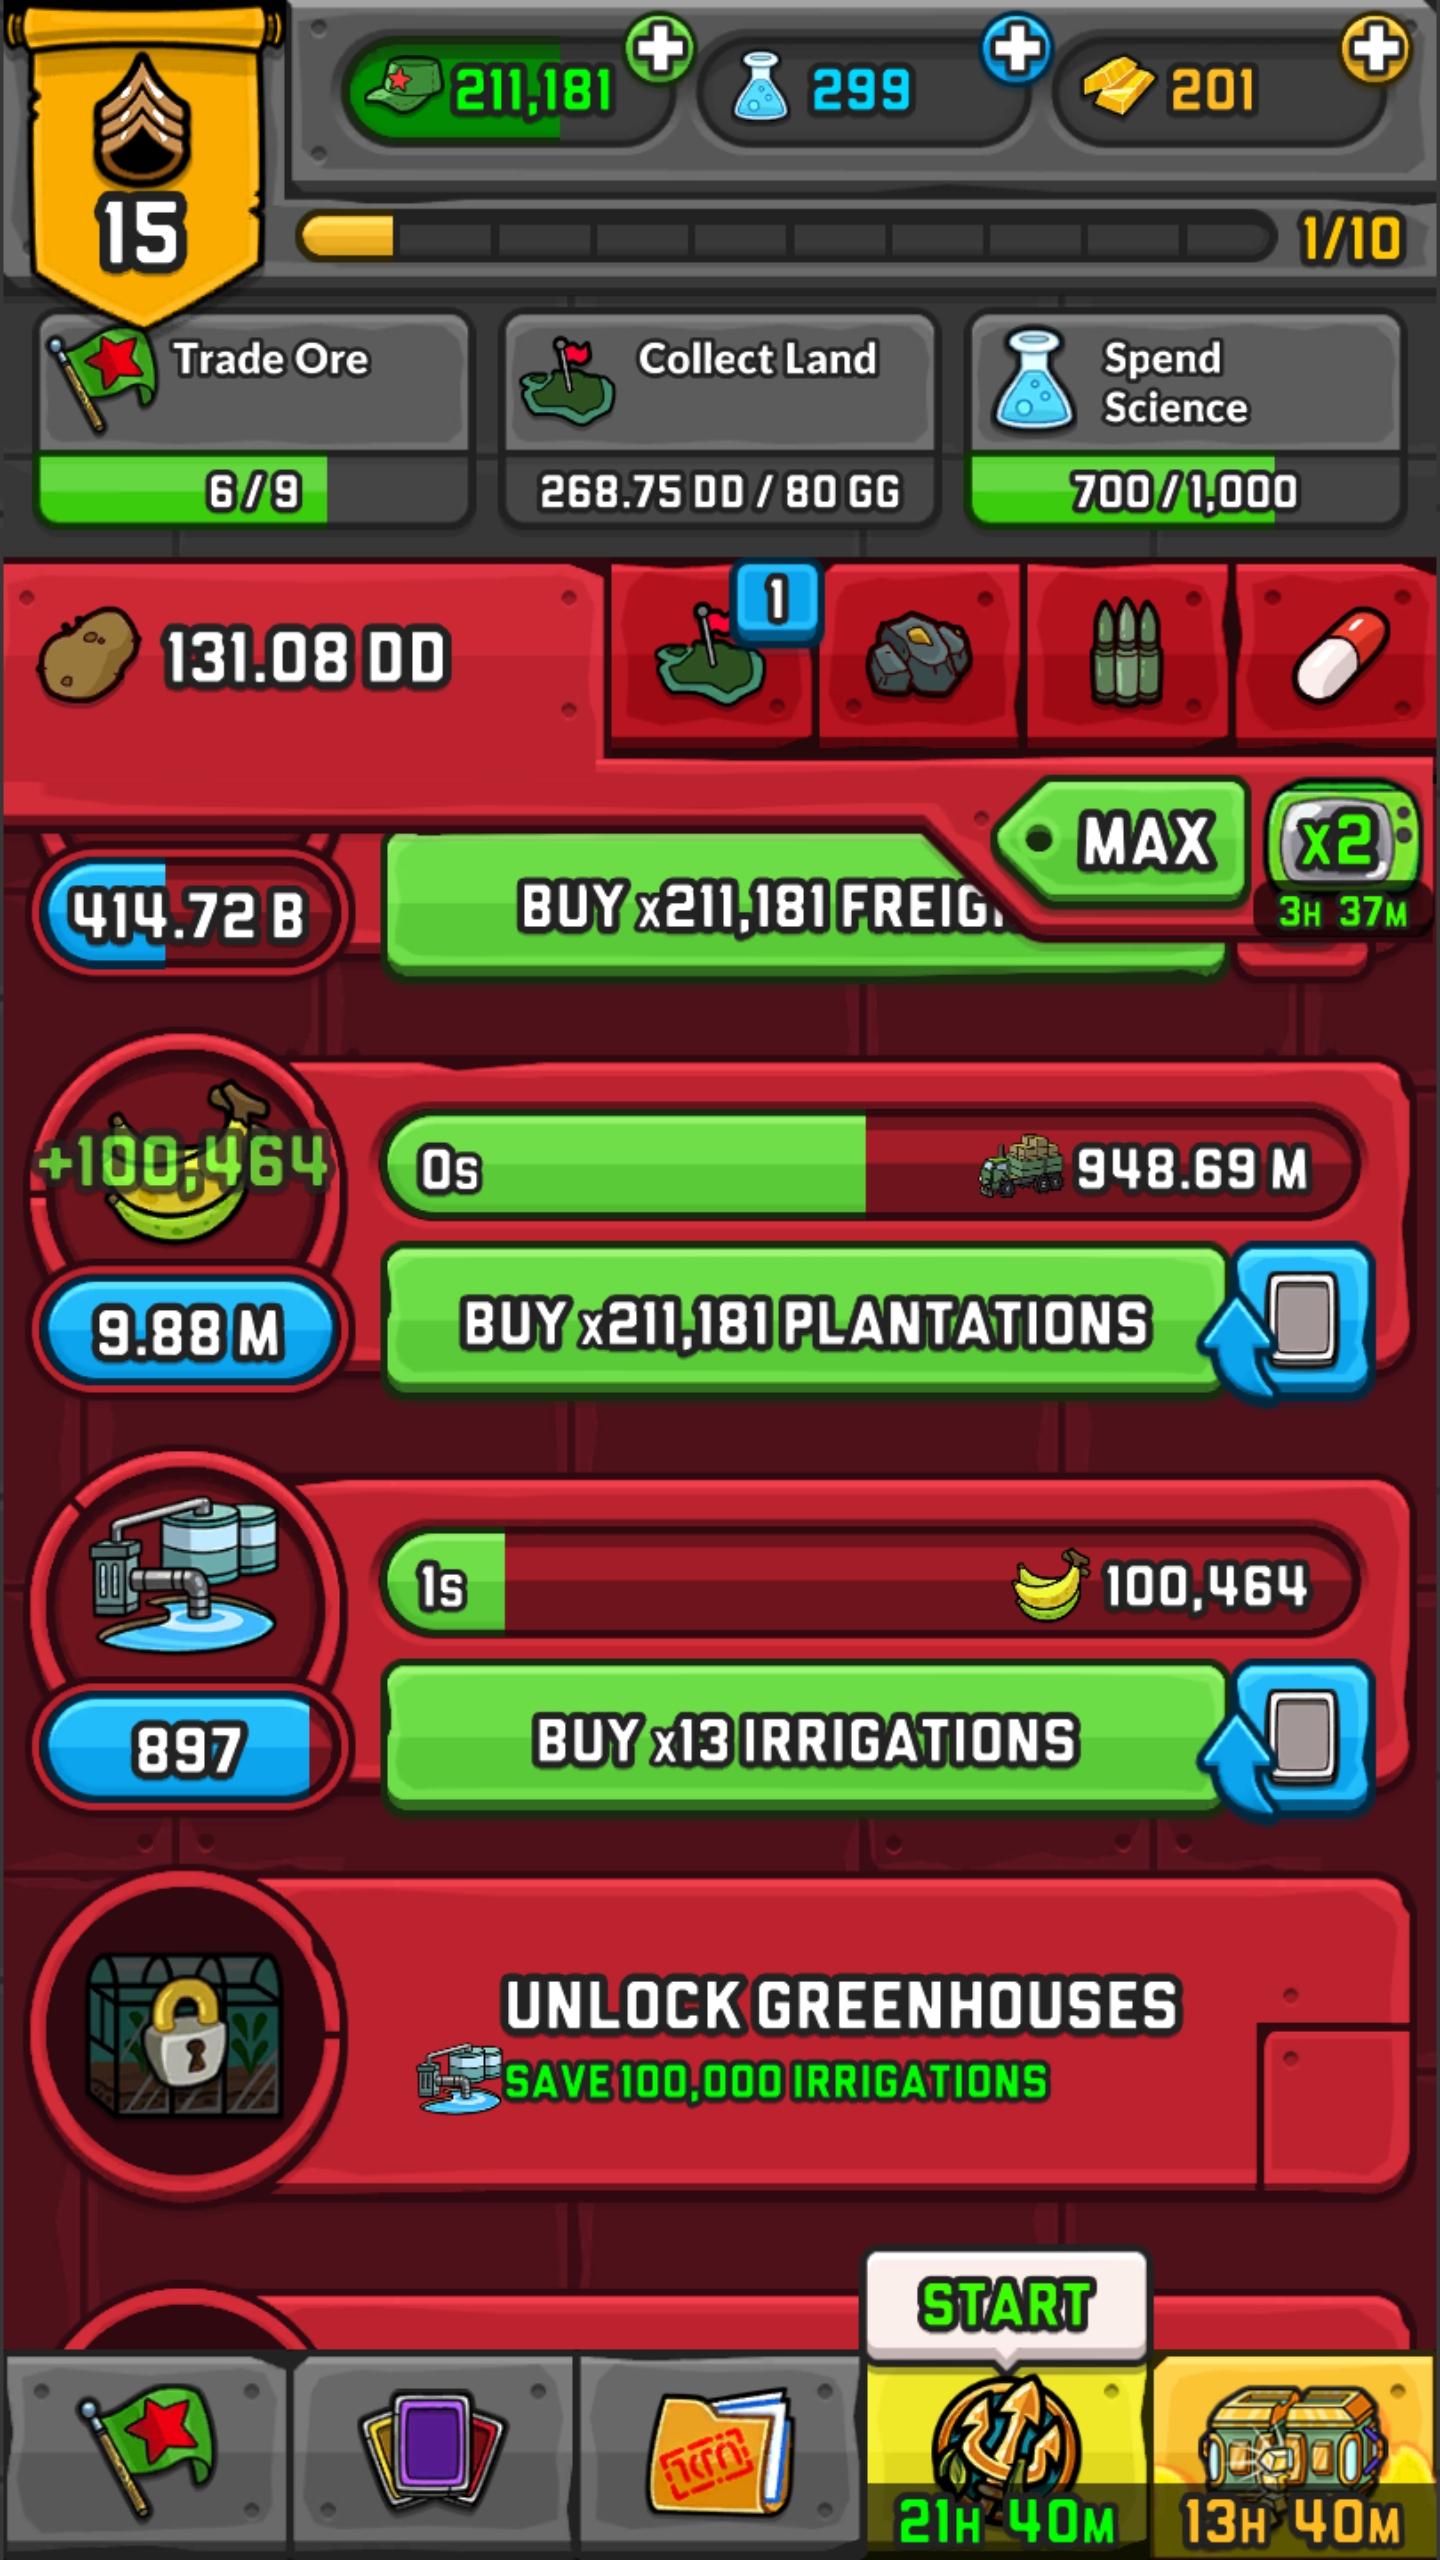 15
211,181
299
201
1/10
Trade Ore
6/9
Collect Land
268.75 DD / 80 GG
Spend
Science
700/1,000
131.08 DD
1
MAX
x2
3H 37M
414.72 B
BUY x211,181
+100,464
0s
948.69 M
9.88 M
BUY x211,181 PLANTATIONS
1s
100,464
897
BUY x13 IRRIGATIONS
UNLOCK GREENHOUSES
SAVE 100,000 IRRIGATIONS
START
21H 40M
13H 40M